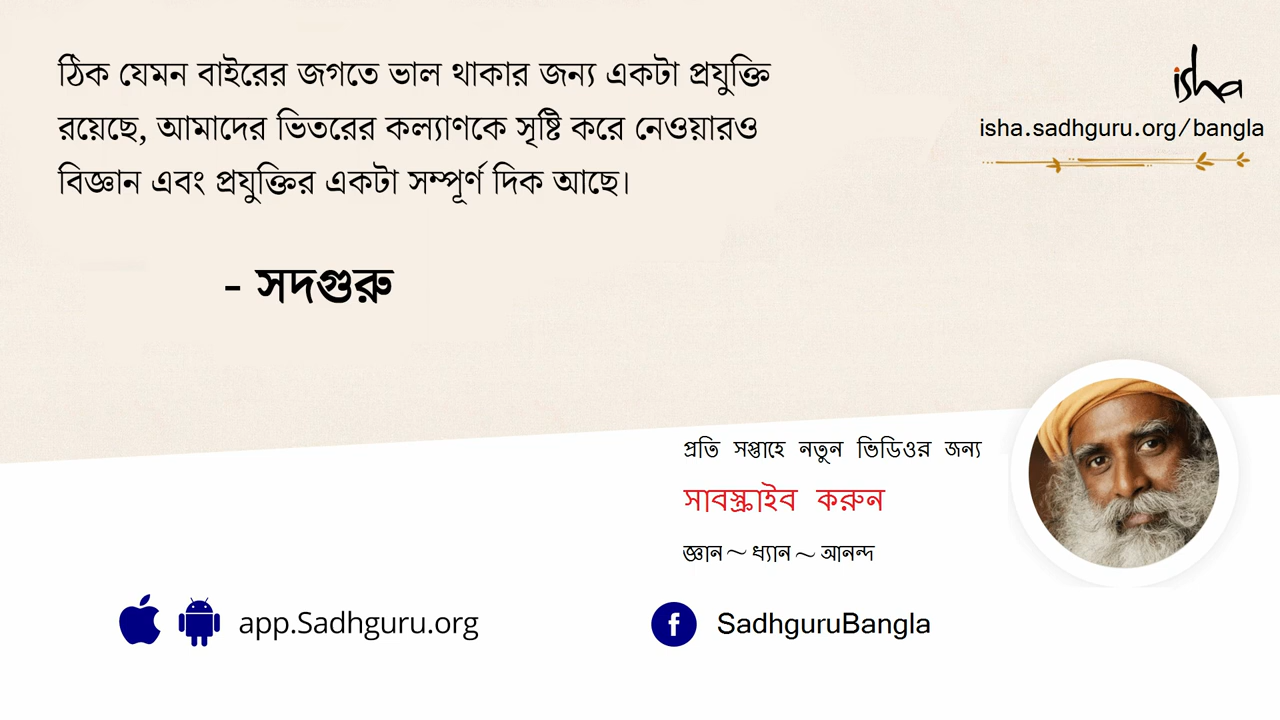 ঠিক যেমন বাইরের জগতে ভাল থাকার জন্য একটা প্রযুক্তি
রয়েছে, আমাদের ভিতরের কল্যাণকে সৃষ্টি করে নেওয়ারও
বিজ্ঞান এবং প্রযুক্তির একটা সম্পূর্ণ দিক আছে।
- সদগুরু
isha
isha.sadhguru.org/bangla
প্রতি সপ্তাহে নতুন ভিডিওর জন্য
সাবস্ক্রাইব করুন
জ্ঞান ~ ধ্যান ~ আনন্দ
app.Sadhguru.org
f SadhguruBangla